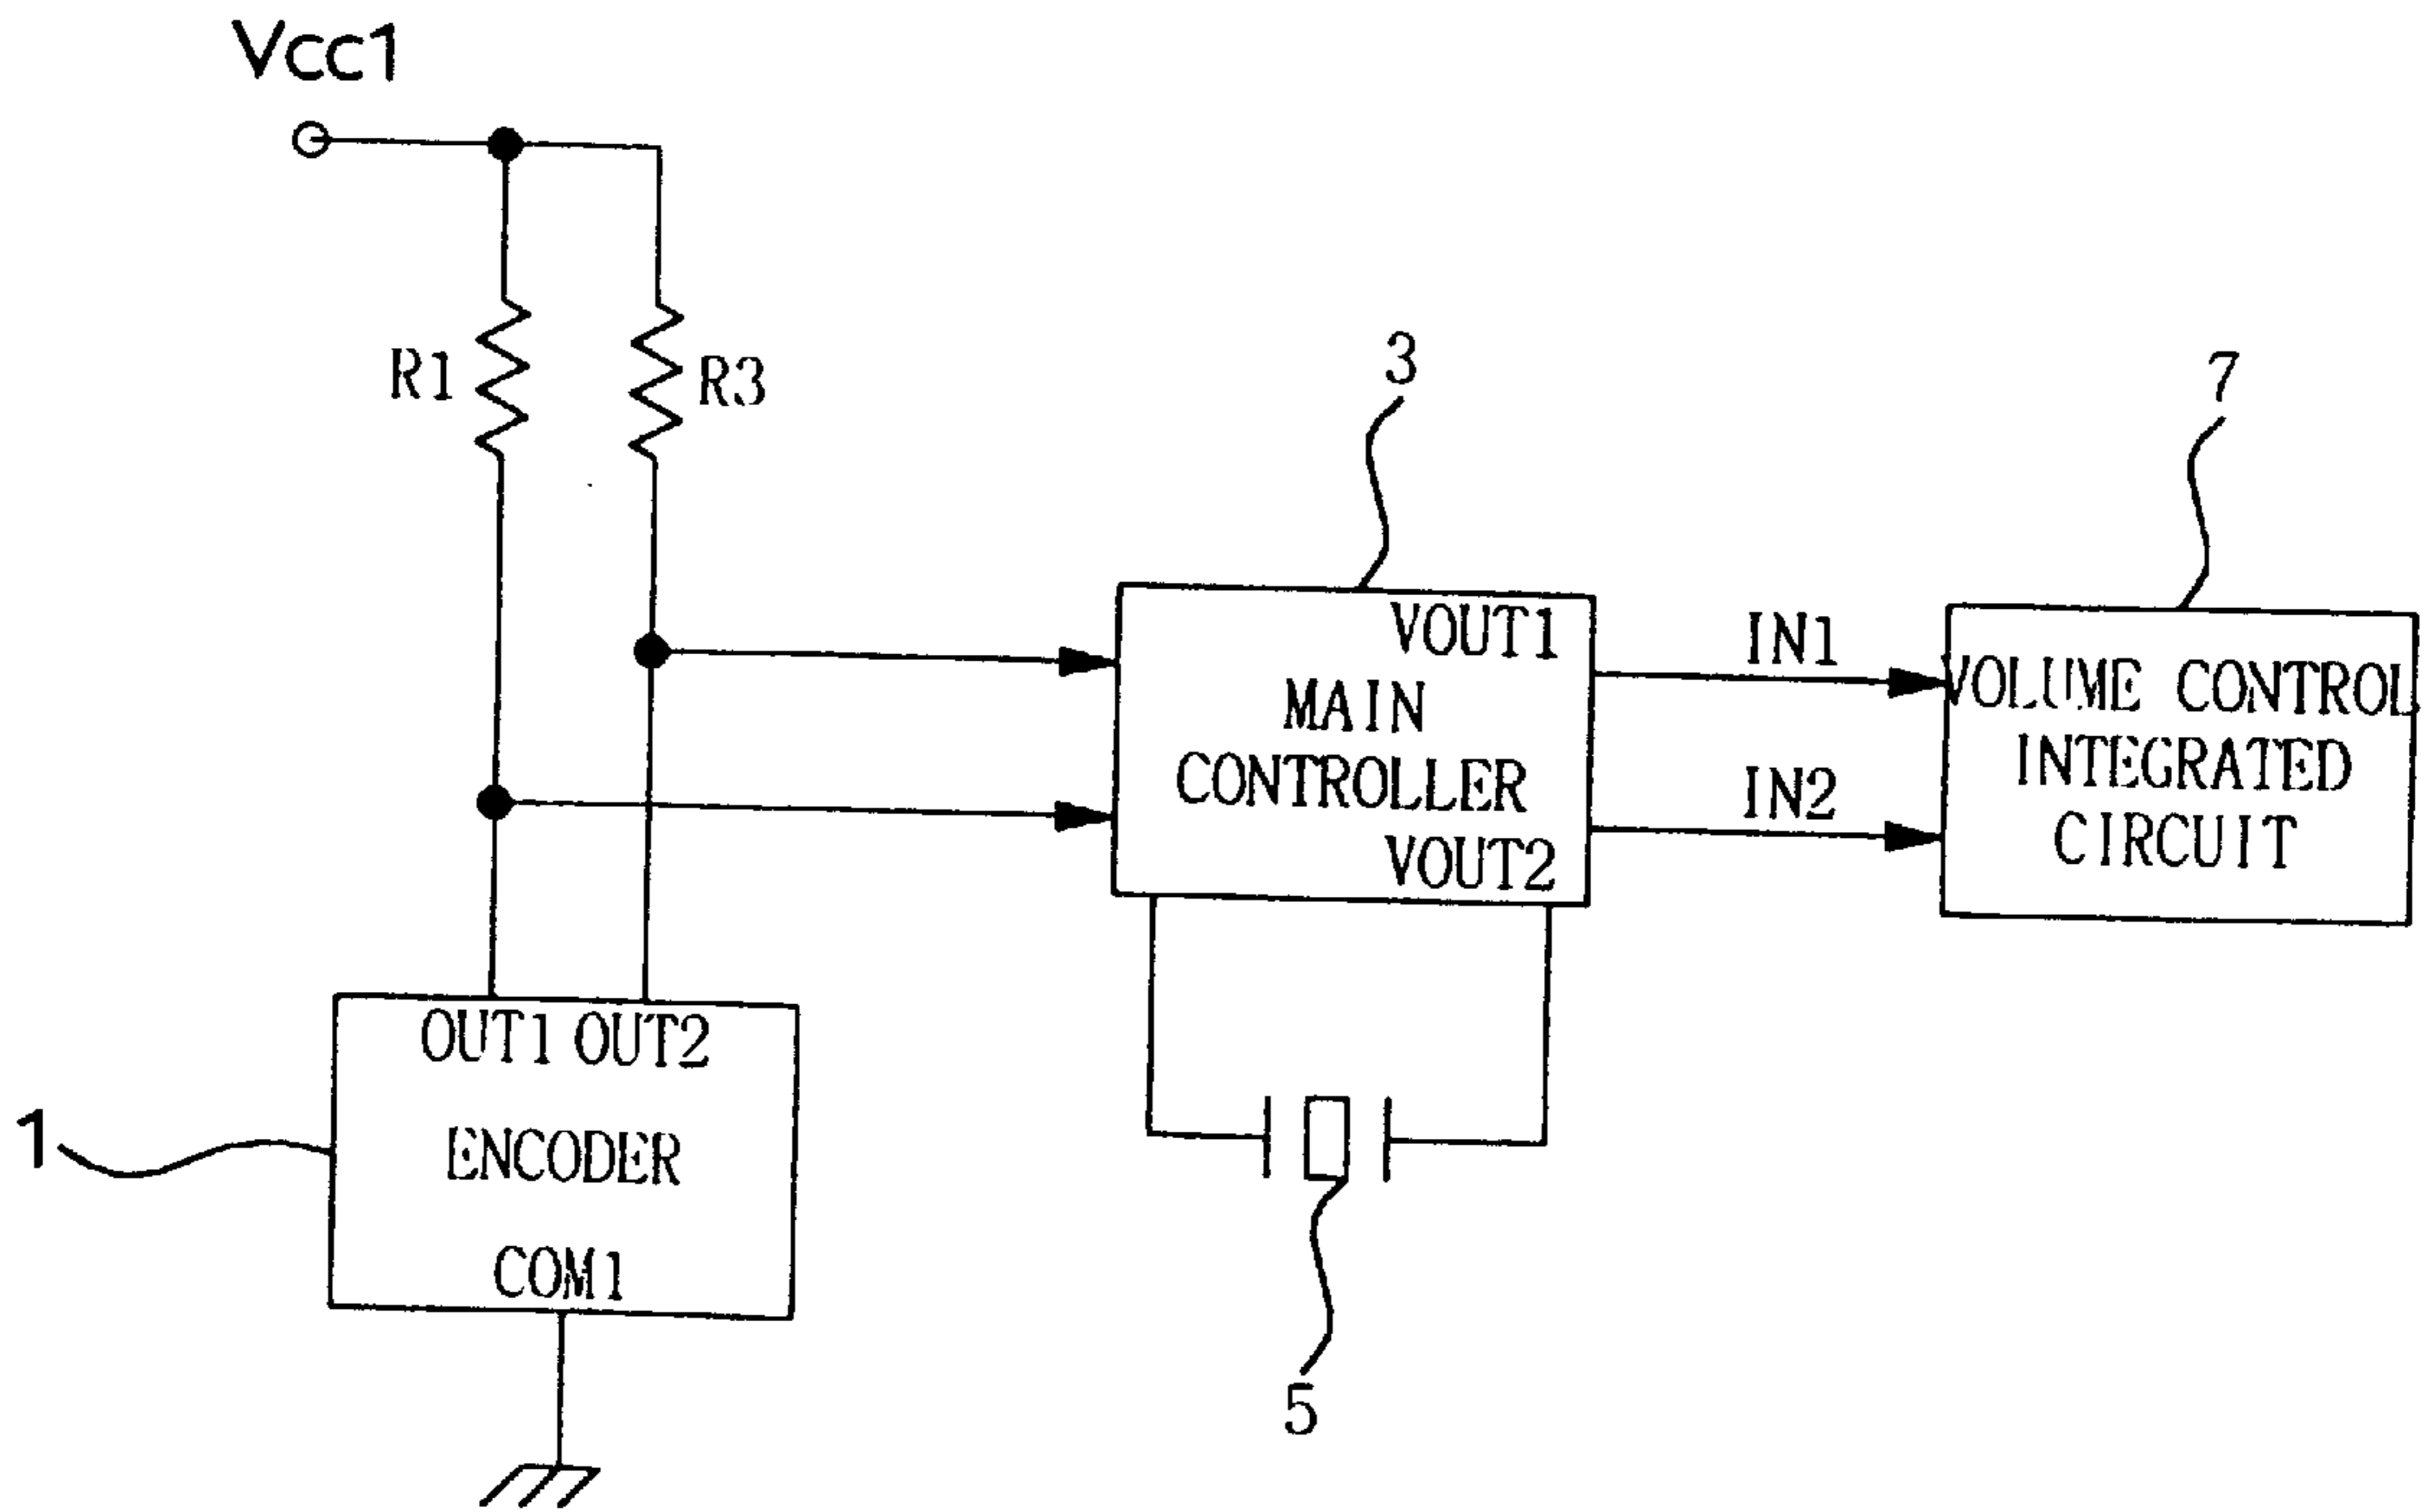 Vcc1
R1
R3
3
7
VOUT1
MAIN
CONTROLLER
VOUT2
IN1
IN2
VOLUME CONTROL
INTEGRATED
CIRCUIT
OUT1 OUT2
ENCODER
COM1
1
5